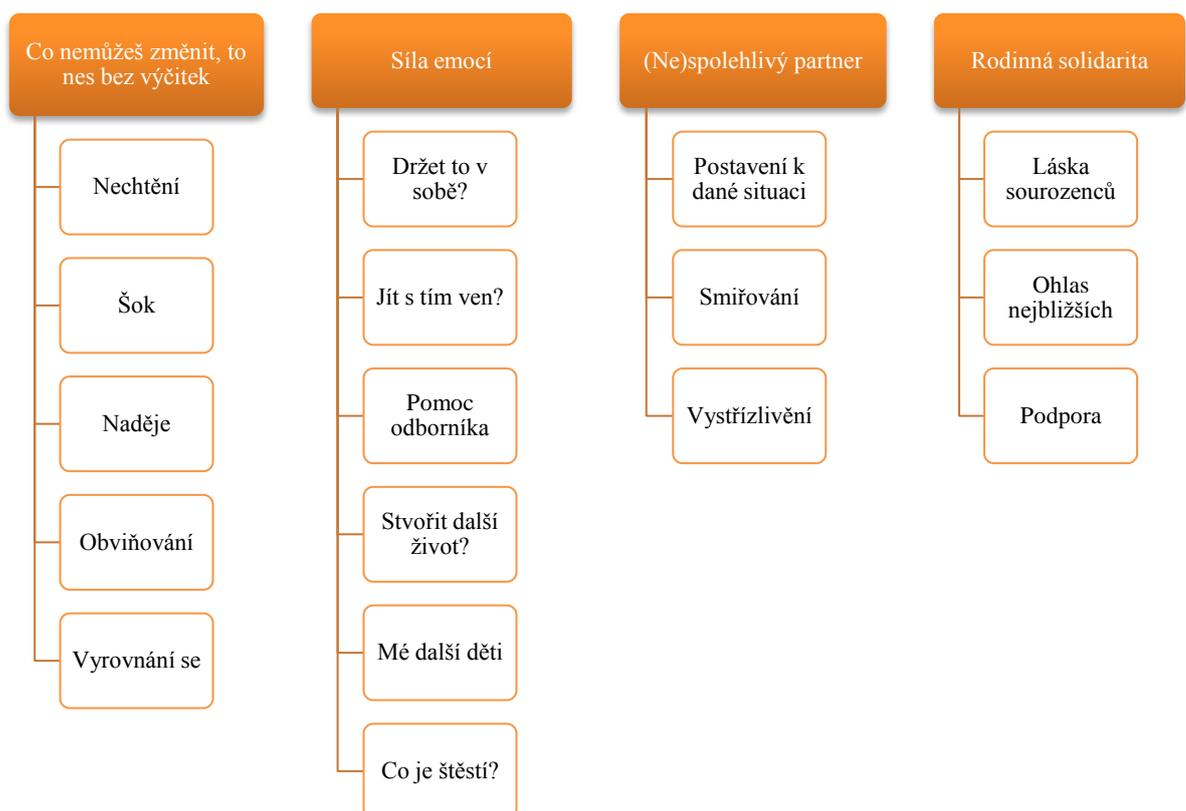 Co nemůžeš změnit, to
nes bez výčitek
Nechtění
Šok
Naděje
Obviňování
Vyrovnání se
Síla emocí
Držet to v
sobě?
Jít s tím ven?
Pomoc
odborníka
Stvořit další
život?
Mé další děti
Co je štěstí?
(Ne)spolehlivý partner
Postavení k
dané situaci
Smiřování
Vystřízlivění
Rodinná solidarita
Láska
sourozenců
Ohlas
nejbližších
Podpora